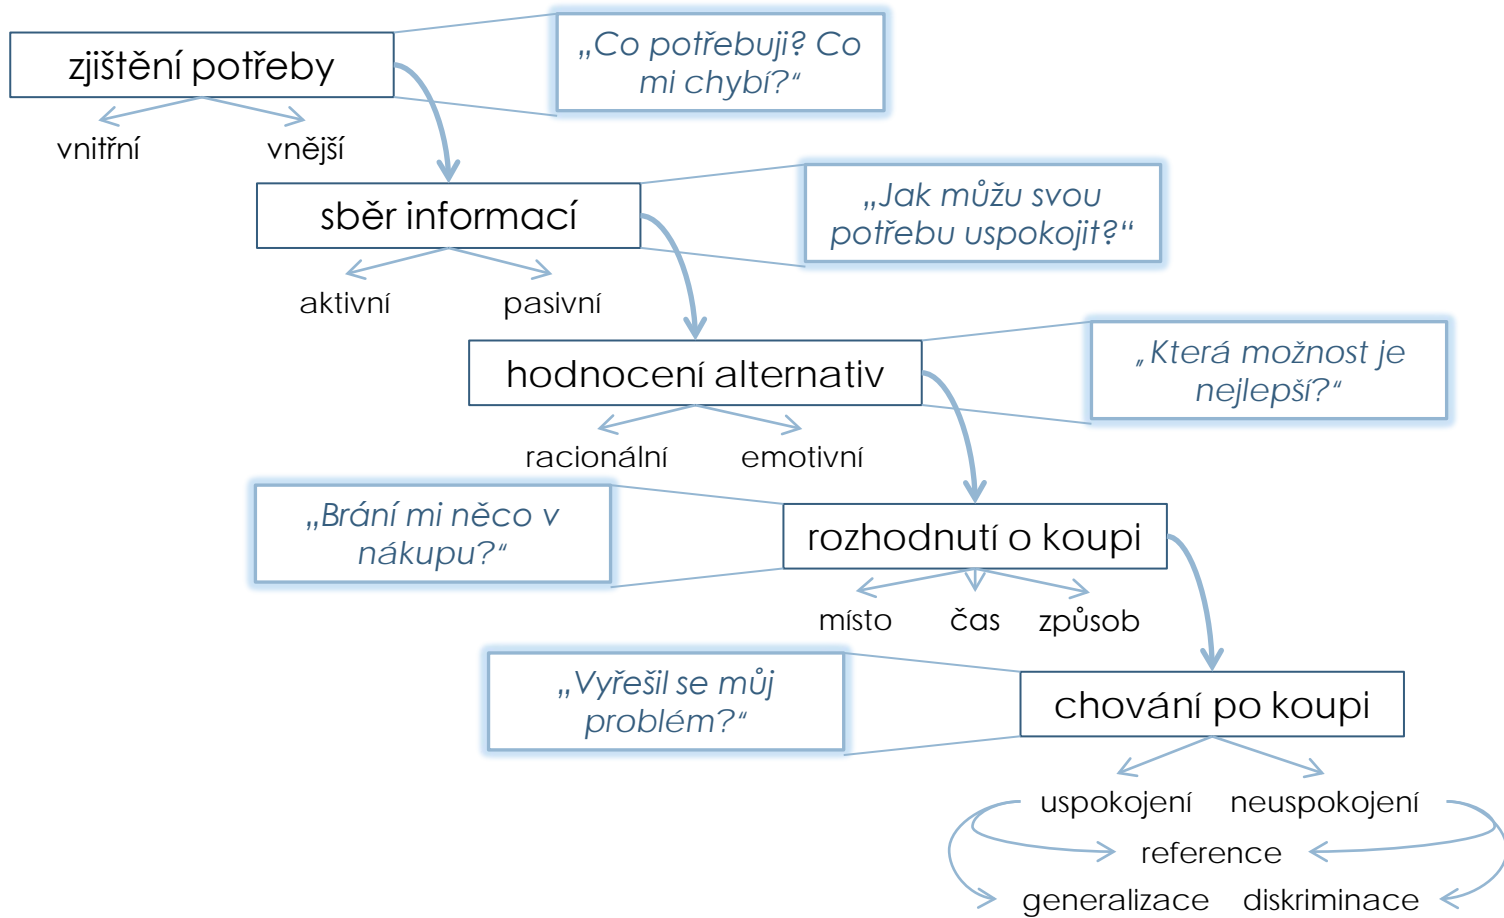 zjištění potřeby
„Co potřebuji? Co
mi chybí?“
vnitřní
vnější
sběr informací
„Jak můžu svou
potřebu uspokojit?“
aktivní
pasivní
hodnocení alternativ
„Která možnost je
nejlepší?“
racionální
emotivní
„Brání mi něco v
nákupu?“
rozhodnutí o koupi
místo
čas
způsob
„Vyřešil se můj
problém?“
chování po koupi
uspokojení
neuspokojení
reference
generalizace
diskriminace